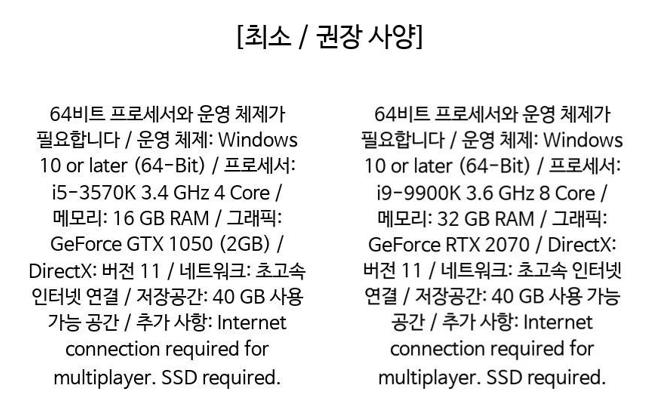 [최소 / 권장 사양]
64비트 프로세서와 운영 체제가
필요합니다 / 운영 체제: Windows
10 or later (64-Bit) / 프로세서:
i5-3570K 3.4 GHz 4 Core /
메모리: 16 GB RAM / 그래픽:
GeForce GTX 1050 (2GB) /
DirectX: 버전 11 / 네트워크: 초고속
인터넷 연결 / 저장공간: 40 GB 사용
가능 공간 / 추가 사항: Internet
connection required for
multiplayer. SSD required.
64비트 프로세서와 운영 체제가
필요합니다 / 운영 체제: Windows
10 or later (64-Bit) / 프로세서:
i9-9900K 3.6 GHz 8 Core /
메모리: 32 GB RAM / 그래픽:
GeForce RTX 2070 / DirectX:
버전 11 / 네트워크: 초고속 인터넷
연결 / 저장공간: 40 GB 사용 가능
공간 / 추가 사항: Internet
connection required for
multiplayer. SSD required.